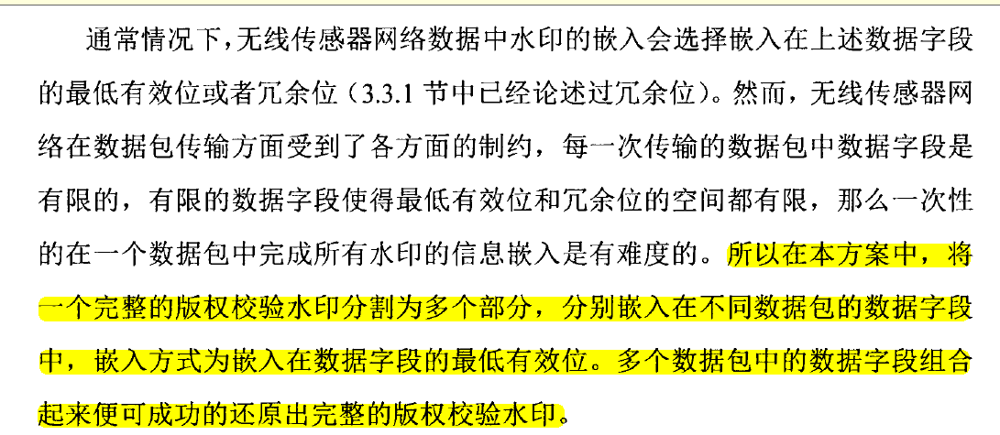 通常情况下，无线传感器网络数据中水印的嵌入会选择嵌入在上述数据字段
的最低有效位或者冗余位（3.3.1 节中已经论述过冗余位）。然而，无线传感器网
络在数据包传输方面受到了各方面的制约，每一次传输的数据包中数据字段是
有限的，有限的数据字段使得最低有效位和冗余位的空间都有限，那么一次性
的在一个数据包中完成所有水印的信息嵌入是有难度的。所以在本方案中，将
一个完整的版权校验水印分割为多个部分，分别嵌入在不同数据包的数据字段
中，嵌入方式为嵌入在数据字段的最低有效位。多个数据包中的数据字段组合
起来便可成功的还原出完整的版权校验水印。